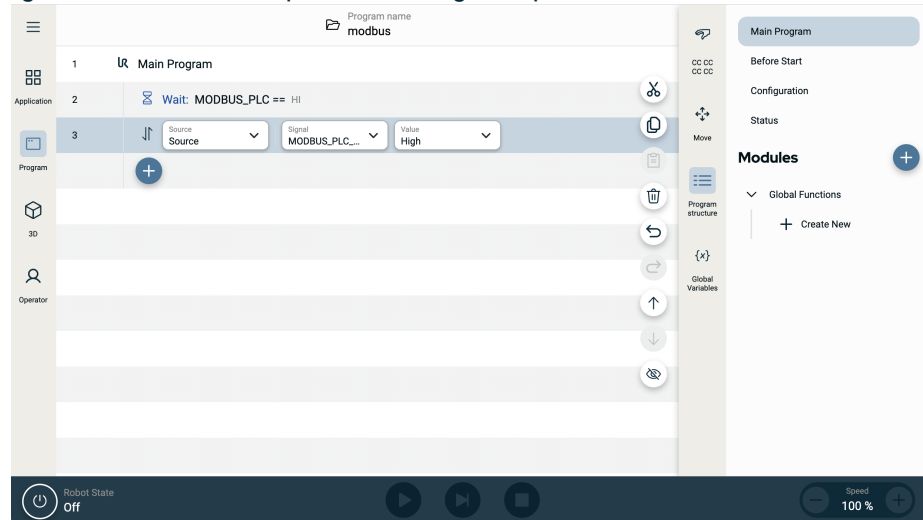 Program name
modbus
Application
Program
3D
Operator
1 Main Program
2 Wait: MODBUS_PLC == HI
3
Source
Source
Signal
MODBUS_PLC_...
Value
High
CC CC
CC CC
Move
Program
structure
{x}
Global
Variables
Main Program
Before Start
Configuration
Status
Modules
Global Functions
Create New
Robot State
Off
Speed
100 %